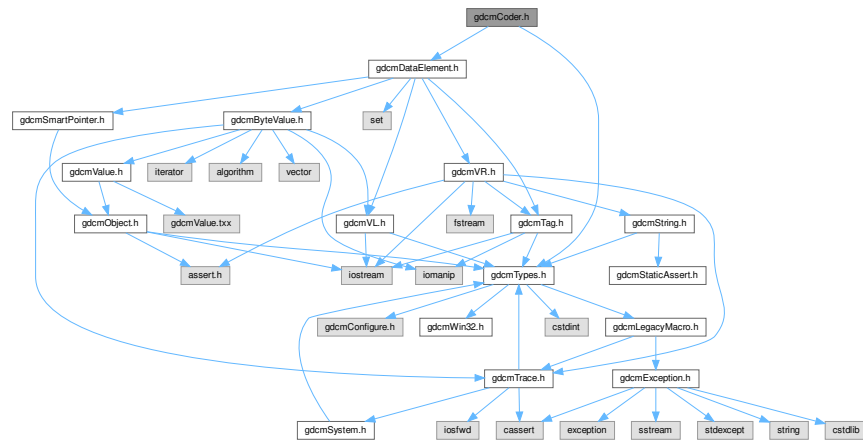 gdcmCoder.h
gdcmDataElement.h
gdcmSmartPointer.h
gdcmByteValue.h
set
gdcmValue.h
iterator
algorithm
vector
gdcmVR.h
gdcmObject.h
gdcmValue.txx
gdcmVL.h
fstream
gdcmTag.h
gdcmString.h
assert.h
iostream
iomanip
gdcmTypes.h
gdcmStaticAssert.h
gdcmConfigure.h
gdcmWin32.h
cstdint
gdcmLegacyMacro.h
gdcmTrace.h
gdcmException.h
gdcmSystem.h
iosfwd
cassert
exception
sstream
stdexcept
string
cstdlib